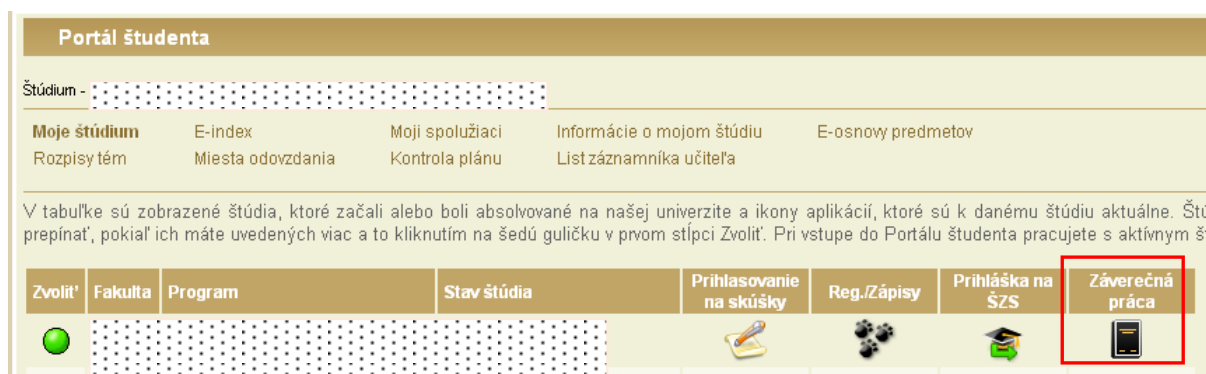 Portál študenta
Štúdium -
Moje štúdium E-index Moji spolužiaci Informácie o mojom štúdiu E-osnovy predmetov
Rozpisy tém Miesta odovzdania Kontrola plánu List záznamníka učiteľa
V tabuľke sú zobrazené štúdia, ktoré začali alebo boli absolvované na našej univerzite a ikony aplikácií, ktoré sú k danému štúdiu aktuálne.
prepínať, pokiaľ ich máte uvedených viac a to kliknutím na šedú guličku v prvom stĺpci Zvoliť. Pri vstupe do Portálu študenta pracujete s aktívnym
Zvoliť Fakulta Program Stav štúdia Prihlasovanie na skúšky Reg./Zápisy Prihláška na ŠZS Záverečná práca